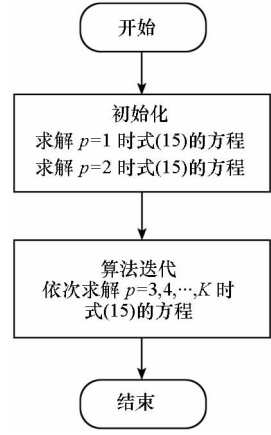 开始
初始化
求解 p=1 时式(15)的方程
求解 p=2 时式(15)的方程
算法迭代
依次求解 p=3,4,⋯,K 时
式(15)的方程
结束